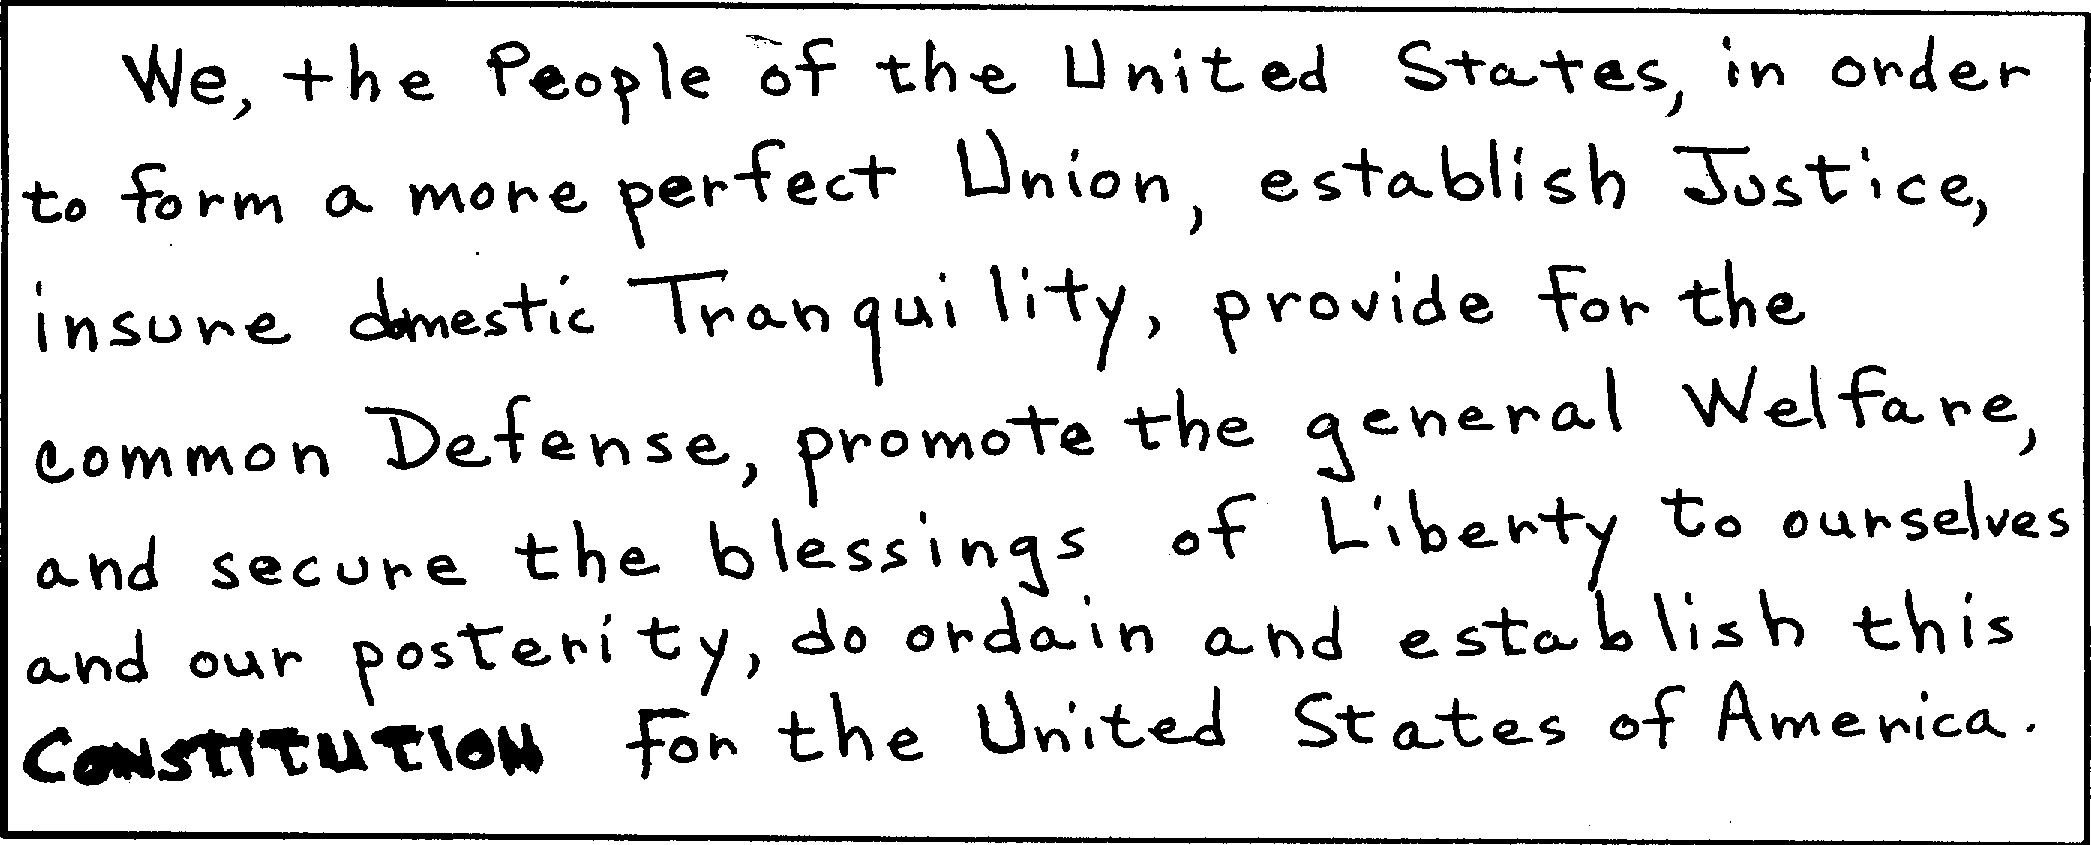 We, the People of the United States, in order
to form a more perfect Union, establish Justice,
insure domestic Tranquility, provide for the
common Defense, promote the general Welfare,
and secure the blessings of Liberty to ourselves
and our posterity, do ordain and establish this
CONSTITUTION for the United States of America.